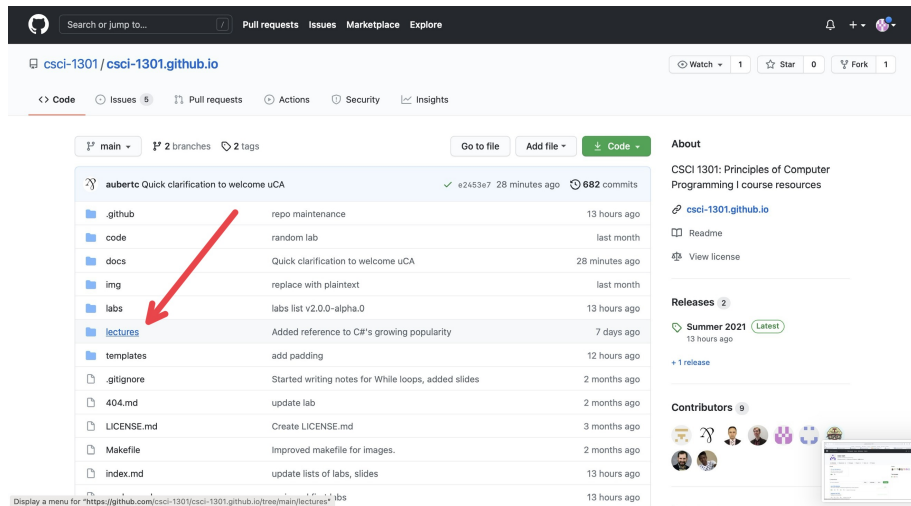 Search or jump to... / Pull requests Issues Marketplace Explore
csci-1301 / csci-1301.github.io Watch 1 Star 0 Fork 1
Code Issues 5 Pull requests Actions Security Insights
main 2 branches 2 tags Go to file Add file Code
aubertc Quick clarification to welcome uCA e2453e7 28 minutes ago 682 commits
.github repo maintenance 13 hours ago
code random lab last month
docs Quick clarification to welcome uCA 28 minutes ago
img replace with plaintext last month
labs labs list v2.0.0-alpha.0 13 hours ago
lectures Added reference to C#'s growing popularity 7 days ago
templates add padding 12 hours ago
.gitignore Started writing notes for While loops, added slides 2 months ago
404.md update lab 2 months ago
LICENSE.md Create LICENSE.md 3 months ago
Makefile Improved makefile for images. 2 months ago
index.md update lists of labs, slides 13 hours ago
13 hours ago
Display a menu for "https://github.com/csci-1301/csci-1301.github.io/tree/main/lectures"
About
CSCI 1301: Principles of Computer
Programming I course resources
csci-1301.github.io
Readme
View license
Releases 2
Summer 2021 Latest
13 hours ago
+ 1 release
Contributors 9